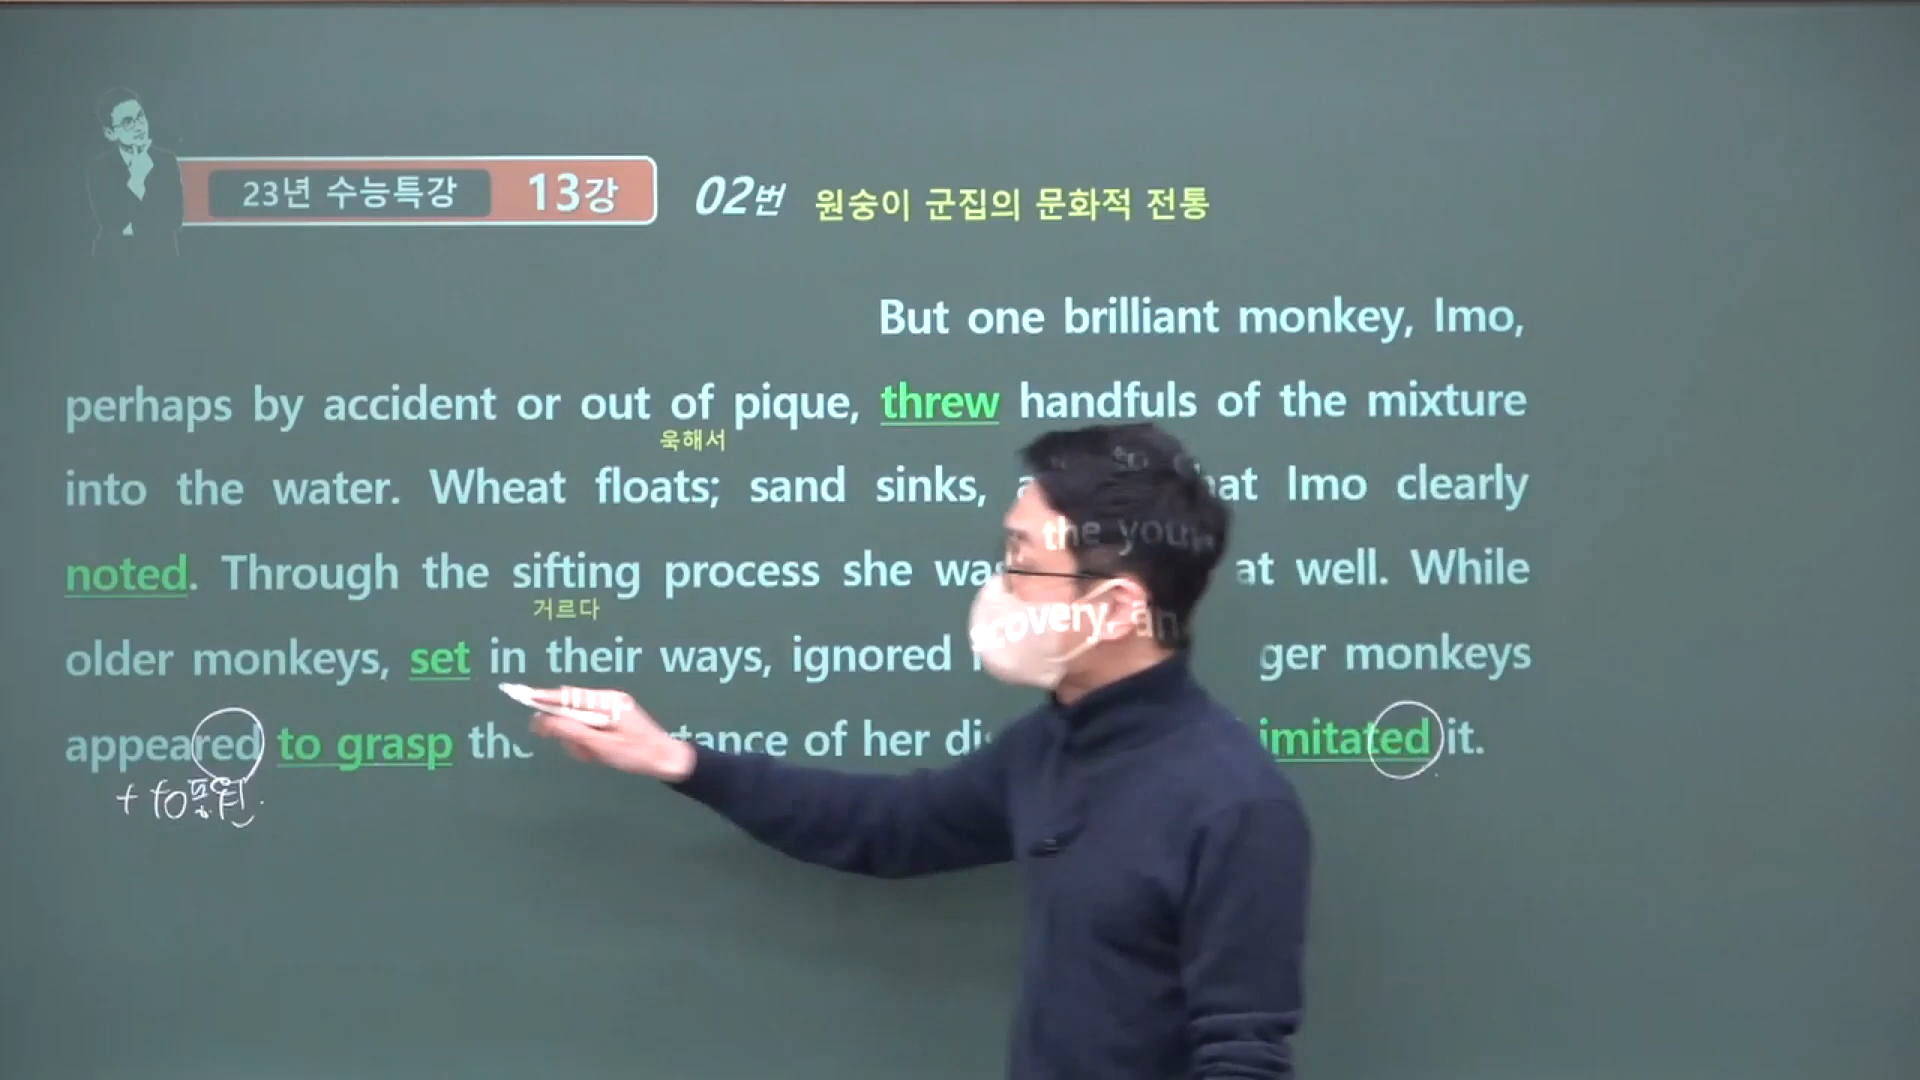 23년 수능특강 13강 02번 원숭이 군집의 문화적 전통
But one brilliant monkey, Imo,
perhaps by accident or out of pique, threw handfuls of the mixture
욱해서
into the water. Wheat floats; sand sinks, Imo clearly
noted. Through the sifting process she at well. While
거르다
older monkeys, set in their ways, ignored the young monkeys
appeared to grasp the of her discovery, imitated it.
+ to동원